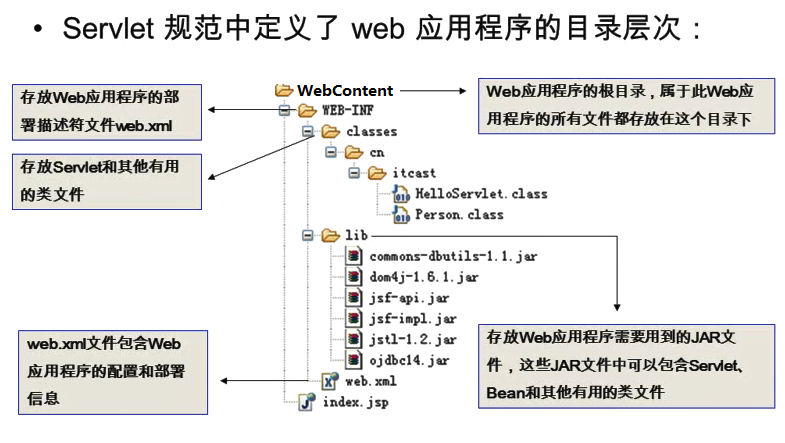 • Servlet 规范中定义了 web 应用程序的目录层次：
存放Web应用程序的部
署描述符文件web.xml
存放Servlet和其他有用
的类文件
web.xml文件包含Web
应用程序的配置和部署
信息
WebContent
WEB-INF
classes
cn
itcast
HelloServlet.class
Person.class
lib
commons-dbutils-1.1.jar
dom4j-1.6.1.jar
jsf-api.jar
jsf-impl.jar
jstl-1.2.jar
ojdbc14.jar
web.xml
index.jsp
Web应用程序的根目录，属于此Web应
用程序的所有文件都存放在这个目录下
存放Web应用程序需要用到的JAR文
件，这些JAR文件中可以包含Servlet、
Bean和其他有用的类文件